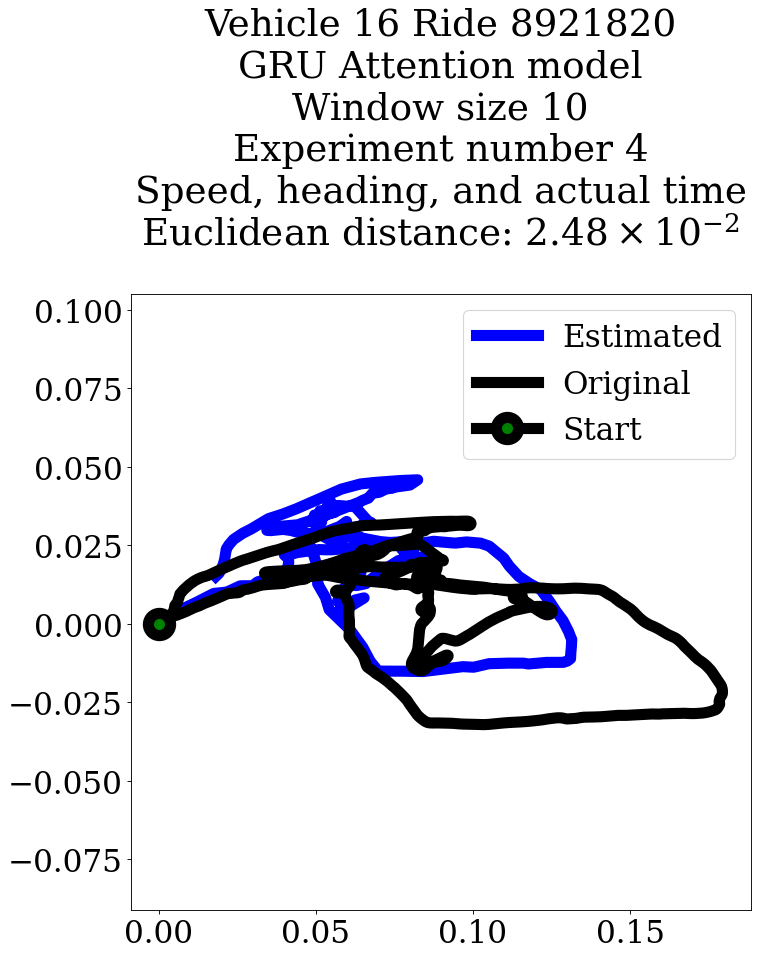 Vehicle 16 Ride 8921820
GRU Attention model
Window size 10
Experiment number 4
Speed, heading, and actual time
Euclidean distance: 2.48 × 10⁻²
0.100
0.075
0.050
0.025
0.000
−0.025
−0.050
−0.075
Estimated
Original
Start
0.00 0.05 0.10 0.15